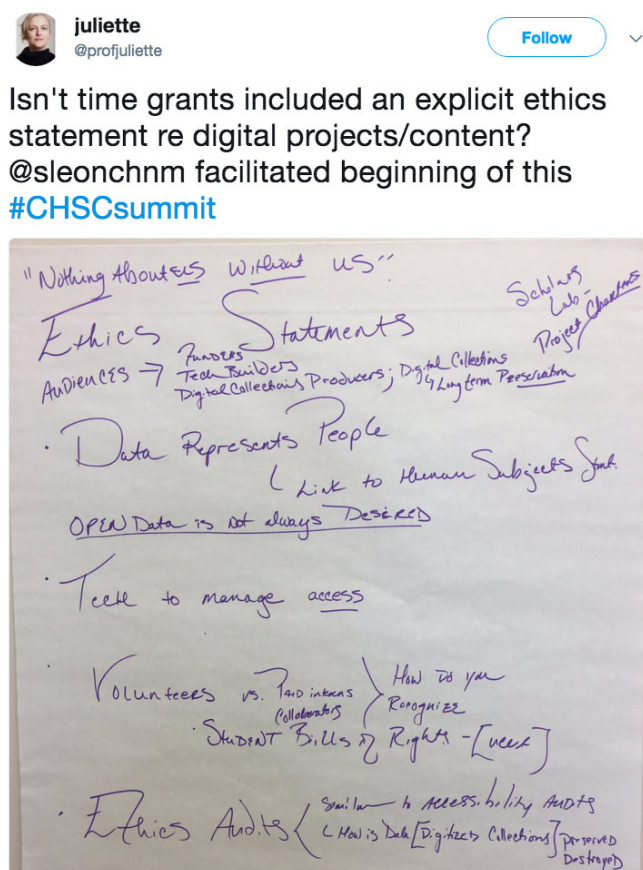 juliette
@profjuliette
Follow
Isn't time grants included an explicit ethics
statement re digital projects/content?
@sleonchnm facilitated beginning of this
#CHSCsummit
"Nothing About us Without us"
Scholars
Lab -
Project Charters
Ethics Statements
AUDIENCES → Funders
Tech Builders
Digital Collections Producers; Digital Collections
↳ Long term Preservation
· Data Represents People
Link to Human Subjects
OPEN Data is not always DESIRED
· Tech to manage access
· Volunteers vs. PAID interns
Collaborators
How Do you
Recognize
· STUDENT Bills of Rights -
· Ethics Audits
Similar to Accessibility Audits
↳ How is Data [Digitized Collections] preserved
Destroyed